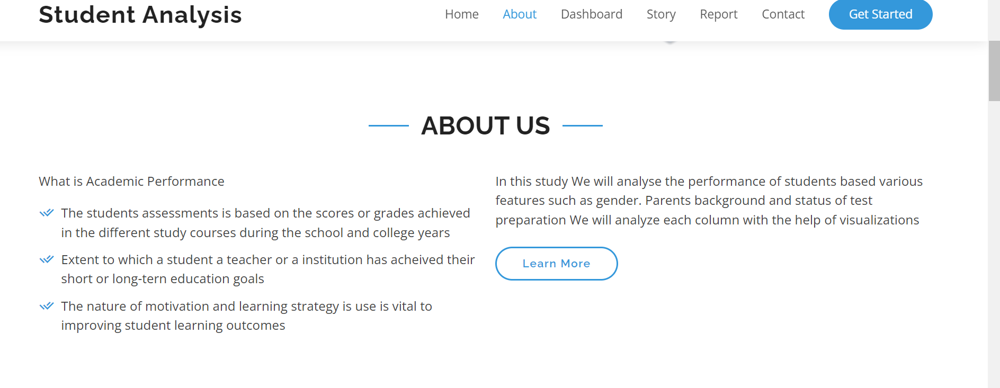 Student Analysis
Home About Dashboard Story Report Contact Get Started
ABOUT US
What is Academic Performance
The students assessments is based on the scores or grades achieved
in the different study courses during the school and college years
Extent to which a student a teacher or a institution has acheived their
short or long-tern education goals
The nature of motivation and learning strategy is use is vital to
improving student learning outcomes
In this study We will analyse the performance of students based various
features such as gender. Parents background and status of test
preparation We will analyze each column with the help of visualizations
Learn More